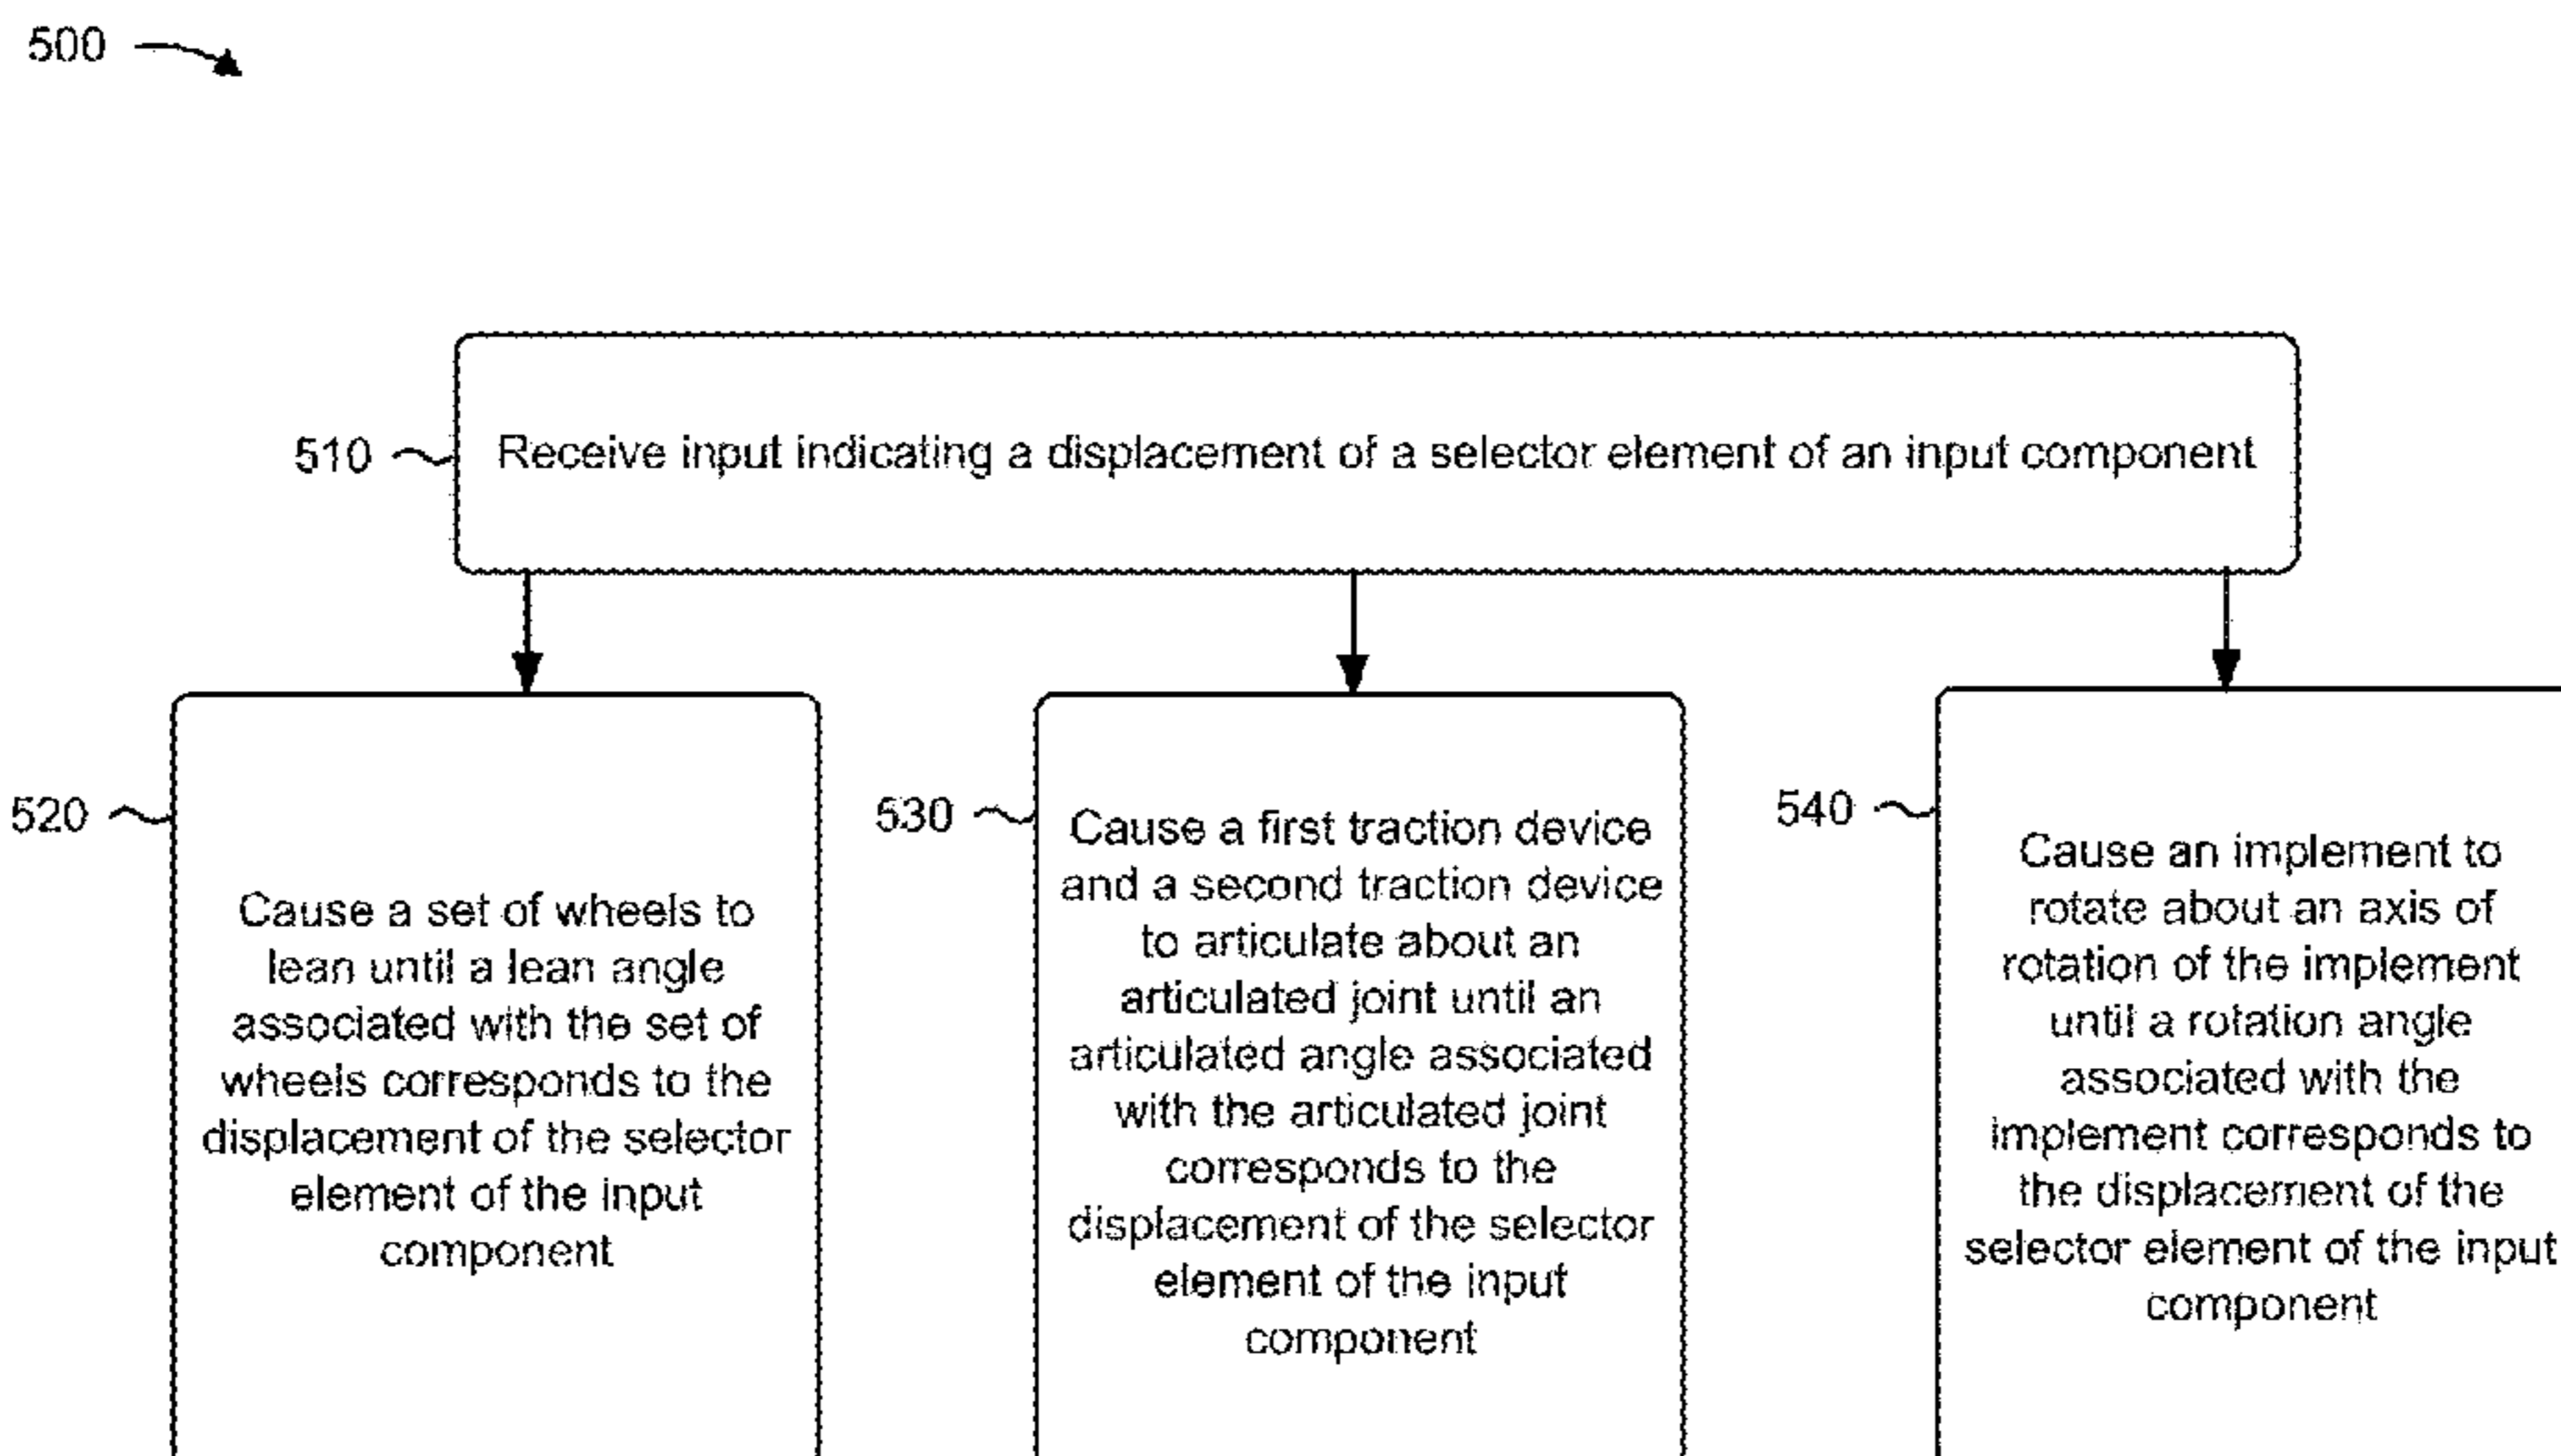 500
510
Receive input indicating a displacement of a selector element of an input component
520
Cause a set of wheels to
lean until a lean angle
associated with the set of
wheels corresponds to the
displacement of the selector
element of the input
component
530
Cause a first traction device
and a second traction device
to articulate about an
articulated joint until an
articulated angle associated
with the articulated joint
corresponds to the
displacement of the selector
element of the input
component
540
Cause an implement to
rotate about an axis of
rotation of the implement
until a rotation angle
associated with the
implement corresponds to
the displacement of the
selector element of the input
component